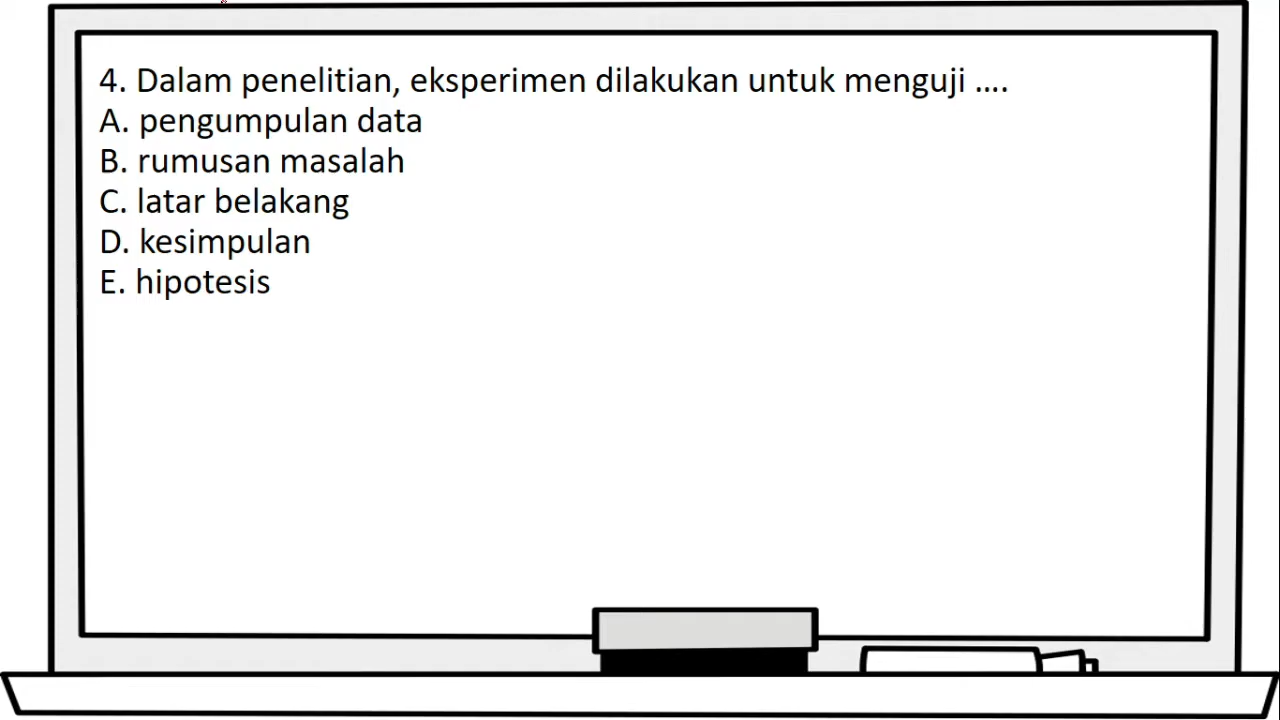 4. Dalam penelitian, eksperimen dilakukan untuk menguji ....
A. pengumpulan data
B. rumusan masalah
C. latar belakang
D. kesimpulan
E. hipotesis